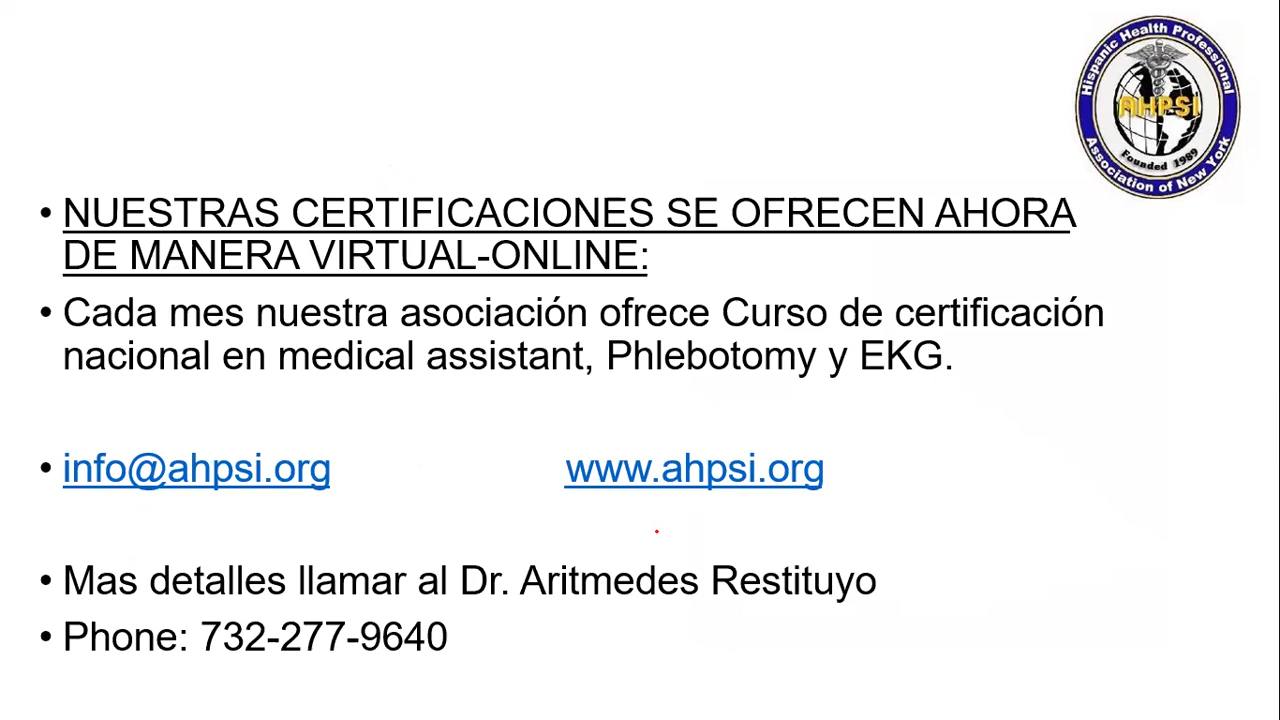 Hispanic Health Professional
AHPSI
Founded 1989
Association of New York
• NUESTRAS CERTIFICACIONES SE OFRECEN AHORA
DE MANERA VIRTUAL-ONLINE:
• Cada mes nuestra asociación ofrece Curso de certificación
nacional en medical assistant, Phlebotomy y EKG.
• info@ahpsi.org www.ahpsi.org
• Mas detalles llamar al Dr. Aritmedes Restituyo
• Phone: 732-277-9640